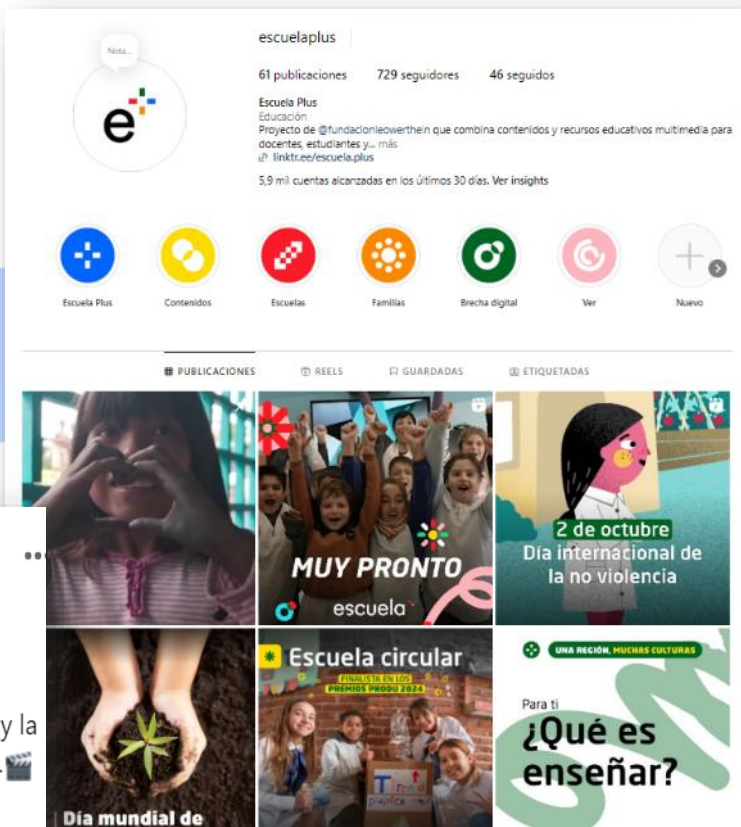 Nota...
e
escuelaplus
61 publicaciones 729 seguidores 46 seguidos
Escuela Plus
Educación
Proyecto de @fundacionleowerthein que combina contenidos y recursos educativos multimedia para
docentes, estudiantes y... más
linktr.ee/escuela.plus
5,9 mil cuentas alcanzadas en los últimos 30 días. Ver insights
Escuela Plus
Contenidos
Escuelas
Familias
Brecha digital
Ver
Nuevo
PUBLICACIONES
REELS
GUARDADAS
ETIQUETADAS
MUY PRONTO
escuela
2 de octubre
Día internacional de
la no violencia
y la
Día mundial de
Escuela circular
FINALISTA EN LOS
PREMIOS PRODU 2024
UNA REGIÓN, MUCHAS CULTURAS
Para ti
¿Qué es
enseñar?